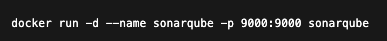 docker run -d --name sonarqube -p 9000:9000 sonarqube